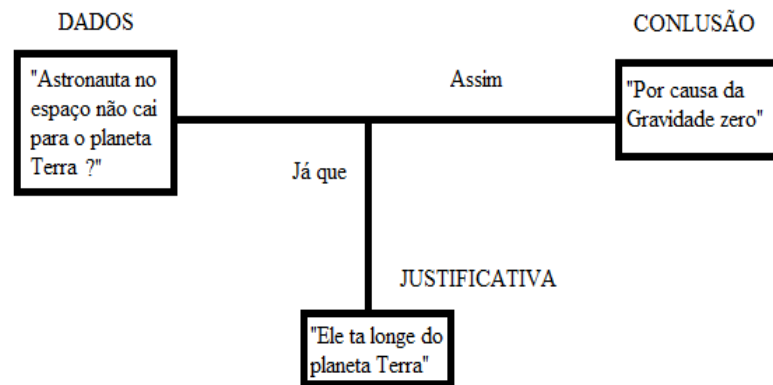 DADOS
"Astronauta no
espaço não cai
para o planeta
Terra ?"
Assim
CONLUSÃO
"Por causa da
Gravidade zero"
Já que
JUSTIFICATIVA
"Ele ta longe do
planeta Terra"